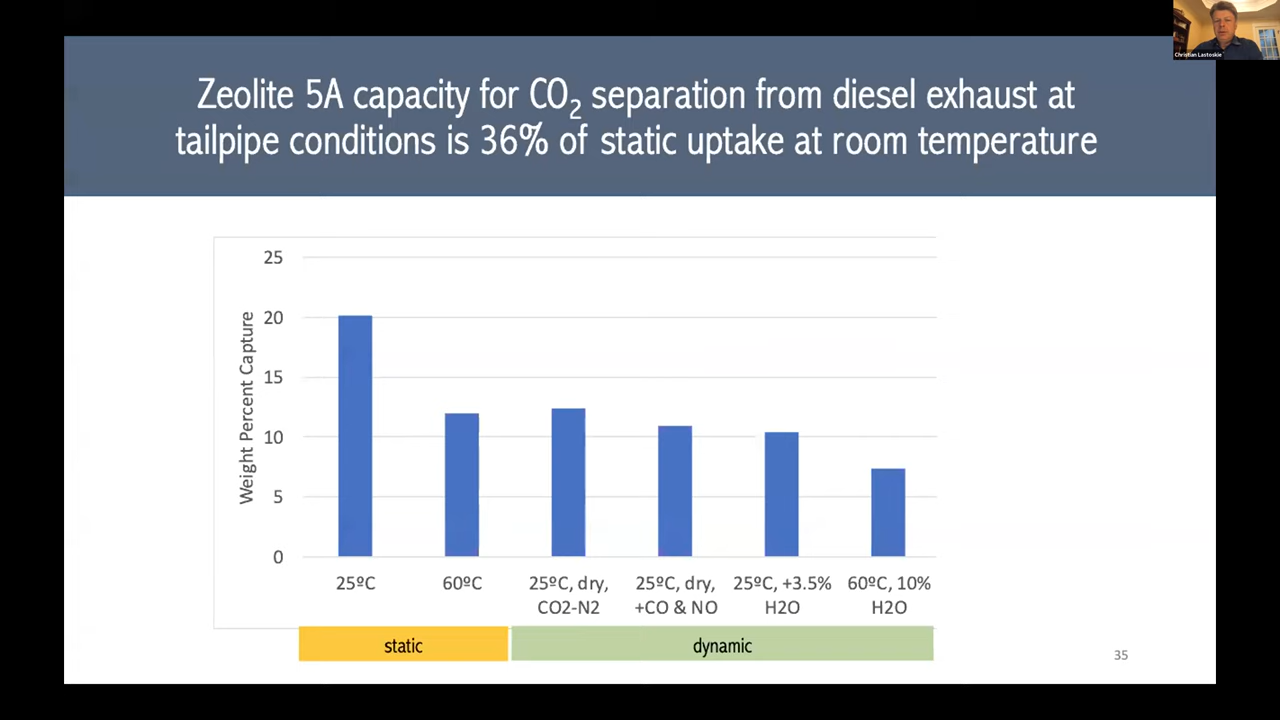 Christian Lastoskie
Zeolite 5A capacity for CO₂ separation from diesel exhaust at
tailpipe conditions is 36% of static uptake at room temperature
Weight Percent Capture
25
20
15
10
5
0
25ºC
60ºC
25ºC, dry,
CO2-N2
25ºC, dry,
+CO & NO
25ºC, +3.5%
H2O
60ºC, 10%
H2O
static
dynamic
35